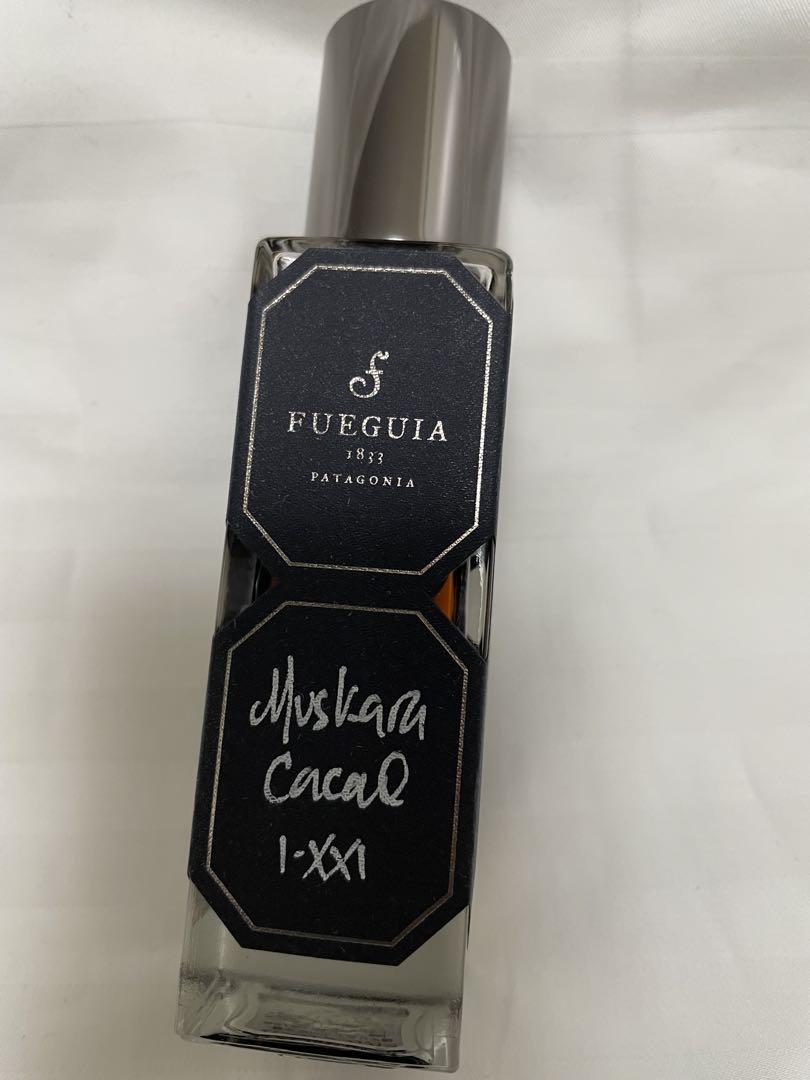 FUEGUIA
1833
PATAGONIA
Muskara
Cacao
I-XXI